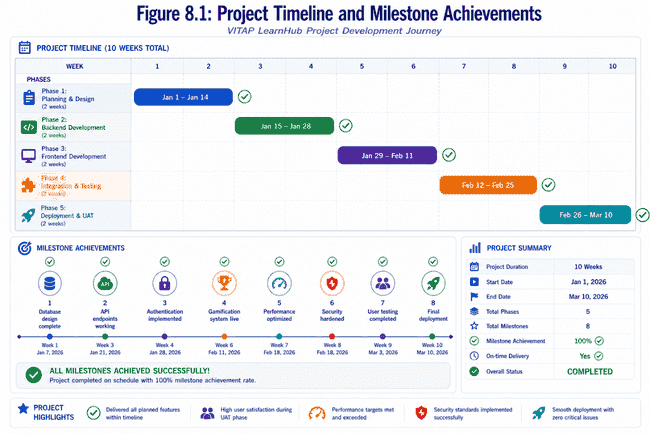 Figure 8.1: Project Timeline and Milestone Achievements
VITAP LearnHub Project Development Journey
PROJECT TIMELINE (10 WEEKS TOTAL)
WEEK 1 2 3 4 5 6 7 8 9 10
PHASES
Phase 1:
Planning & Design
(2 weeks)
Jan 1 – Jan 14
Phase 2:
Backend Development
(2 weeks)
Jan 15 – Jan 28
Phase 3:
Frontend Development
(2 weeks)
Jan 29 – Feb 11
Phase 4:
Integration & Testing
(2 weeks)
Feb 12 – Feb 25
Phase 5:
Deployment & UAT
(2 weeks)
Feb 26 – Mar 10
MILESTONE ACHIEVEMENTS
API
1
Database
design
complete
Week 1
Jan 7, 2026
2
API
endpoints
working
Week 3
Jan 21, 2026
3
Authentication
implemented
Week 4
Jan 28, 2026
4
Gamification
system live
Week 6
Feb 11, 2026
5
Performance
optimized
Week 7
Feb 18, 2026
6
Security
hardened
Week 8
Feb 18, 2026
7
User testing
completed
Week 9
Mar 3, 2026
8
Final
deployment
Week 10
Mar 10, 2026
ALL MILESTONES ACHIEVED SUCCESSFULLY!
Project completed on schedule with 100% milestone achievement rate.
PROJECT SUMMARY
Project Duration 10 Weeks
Start Date Jan 1, 2026
End Date Mar 10, 2026
Total Phases 5
Total Milestones 8
Milestone Achievement 100%
On-time Delivery Yes
Overall Status COMPLETED
PROJECT
HIGHLIGHTS
Delivered all planned features
within timeline
High user satisfaction during
UAT phase
Performance targets met
and exceeded
Security standards implemented
successfully
Smooth deployment with
zero critical issues